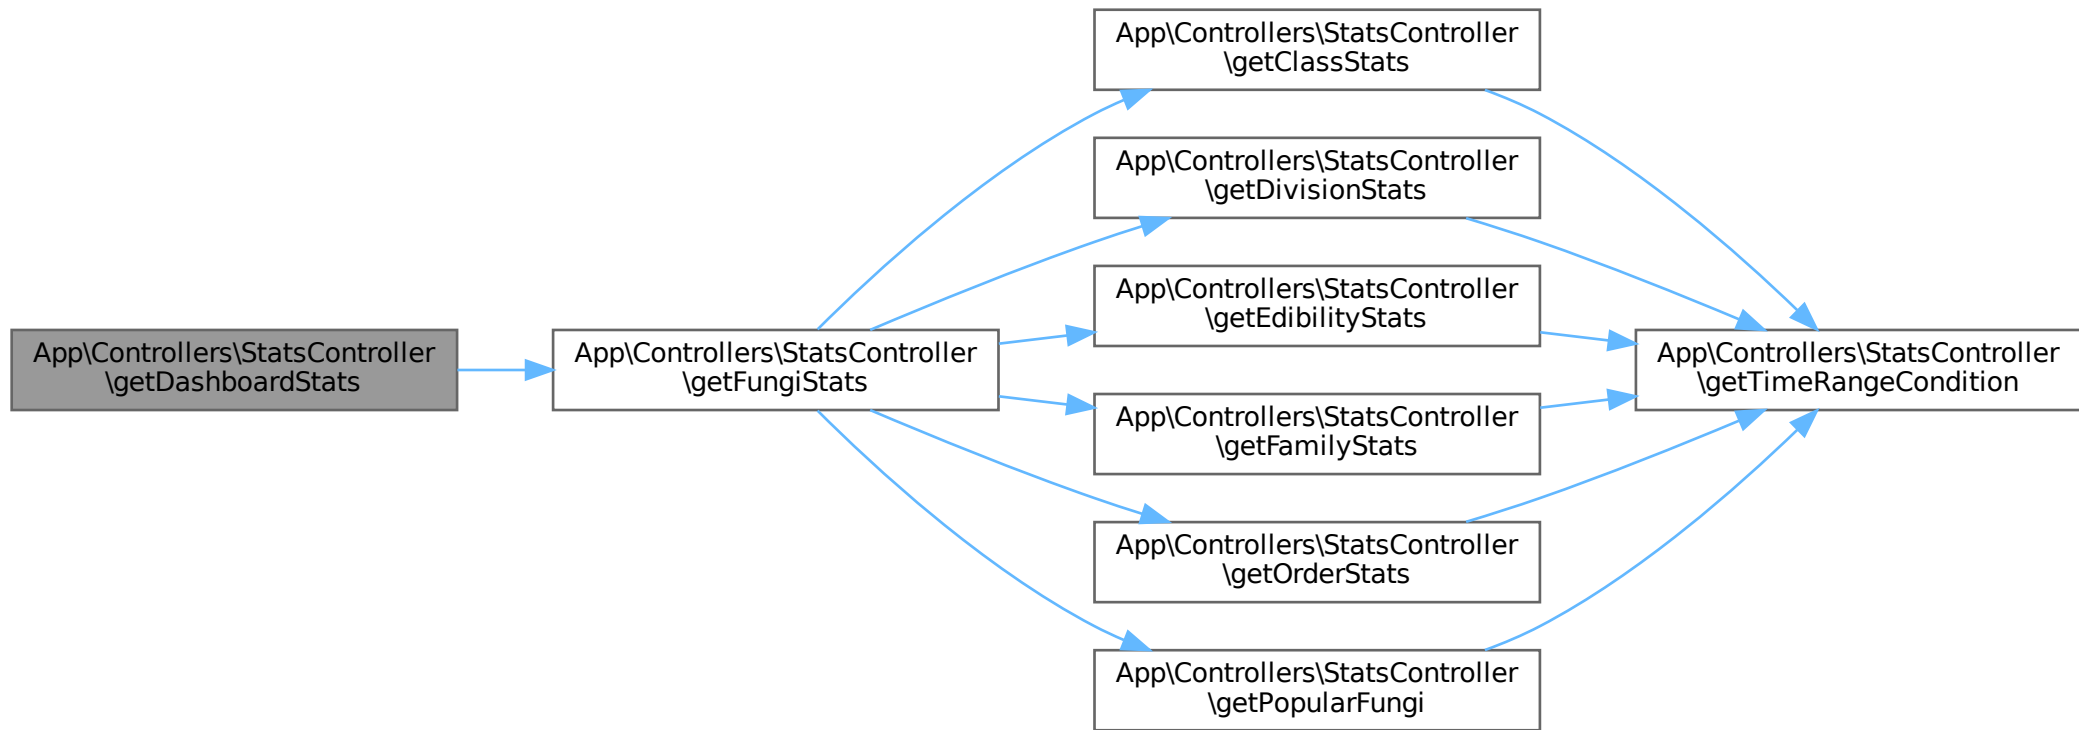 App\Controllers\StatsController
\getDashboardStats
App\Controllers\StatsController
\getFungiStats
App\Controllers\StatsController
\getClassStats
App\Controllers\StatsController
\getDivisionStats
App\Controllers\StatsController
\getEdibilityStats
App\Controllers\StatsController
\getFamilyStats
App\Controllers\StatsController
\getOrderStats
App\Controllers\StatsController
\getPopularFungi
App\Controllers\StatsController
\getTimeRangeCondition